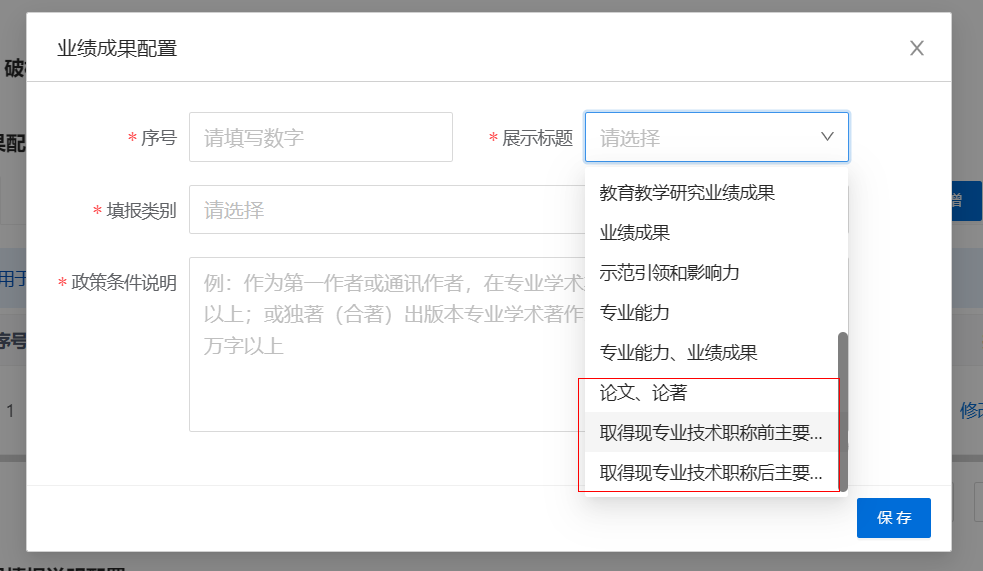 业绩成果配置
* 序号
请填写数字
* 展示标题
请选择
* 填报类别
请选择
* 政策条件说明
例：作为第一作者或通讯作者，在专业学术
以上；或独著（合著）出版本专业学术著作
万字以上
教育教学研究业绩成果
业绩成果
示范引领和影响力
专业能力
专业能力、业绩成果
论文、论著
取得现专业技术职称前主要...
取得现专业技术职称后主要...
保存
果配
增
用于
序号
1
修改